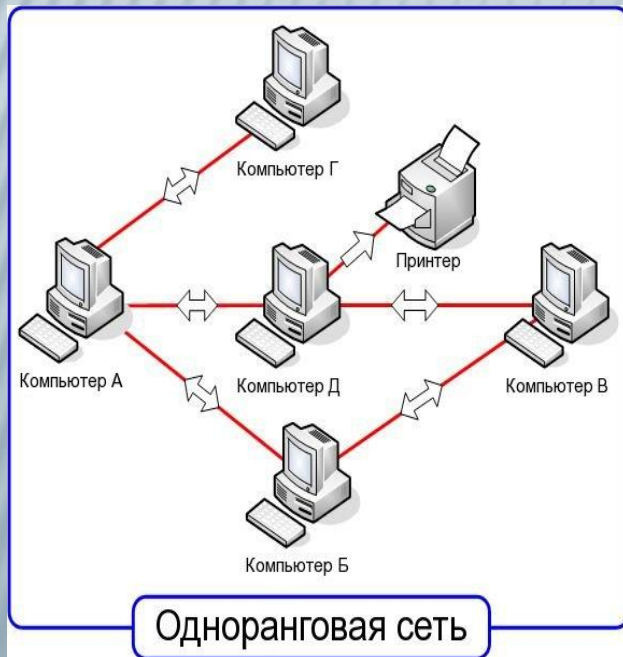 Компьютер Г
Принтер
Компьютер А
Компьютер Д
Компьютер В
Компьютер Б
Одноранговая сеть